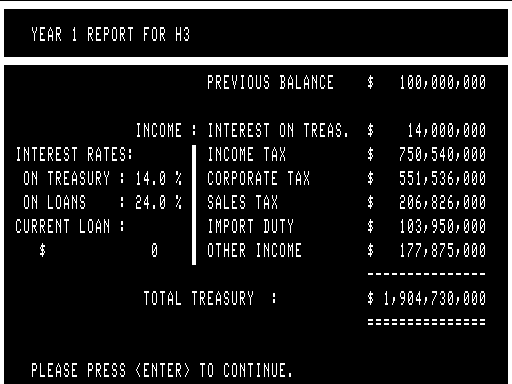 YEAR 1 REPORT FOR H3
PREVIOUS BALANCE $ 100,000,000
INCOME : INTEREST ON TREAS. $ 14,000,000
INTEREST RATES: INCOME TAX $ 750,540,000
ON TREASURY : 14.0 % CORPORATE TAX $ 551,536,000
ON LOANS : 24.0 % SALES TAX $ 206,826,000
CURRENT LOAN : IMPORT DUTY $ 103,950,000
$ 0 OTHER INCOME $ 177,875,000
---------------
TOTAL TREASURY : $ 1,904,730,000
===============
PLEASE PRESS <ENTER> TO CONTINUE.